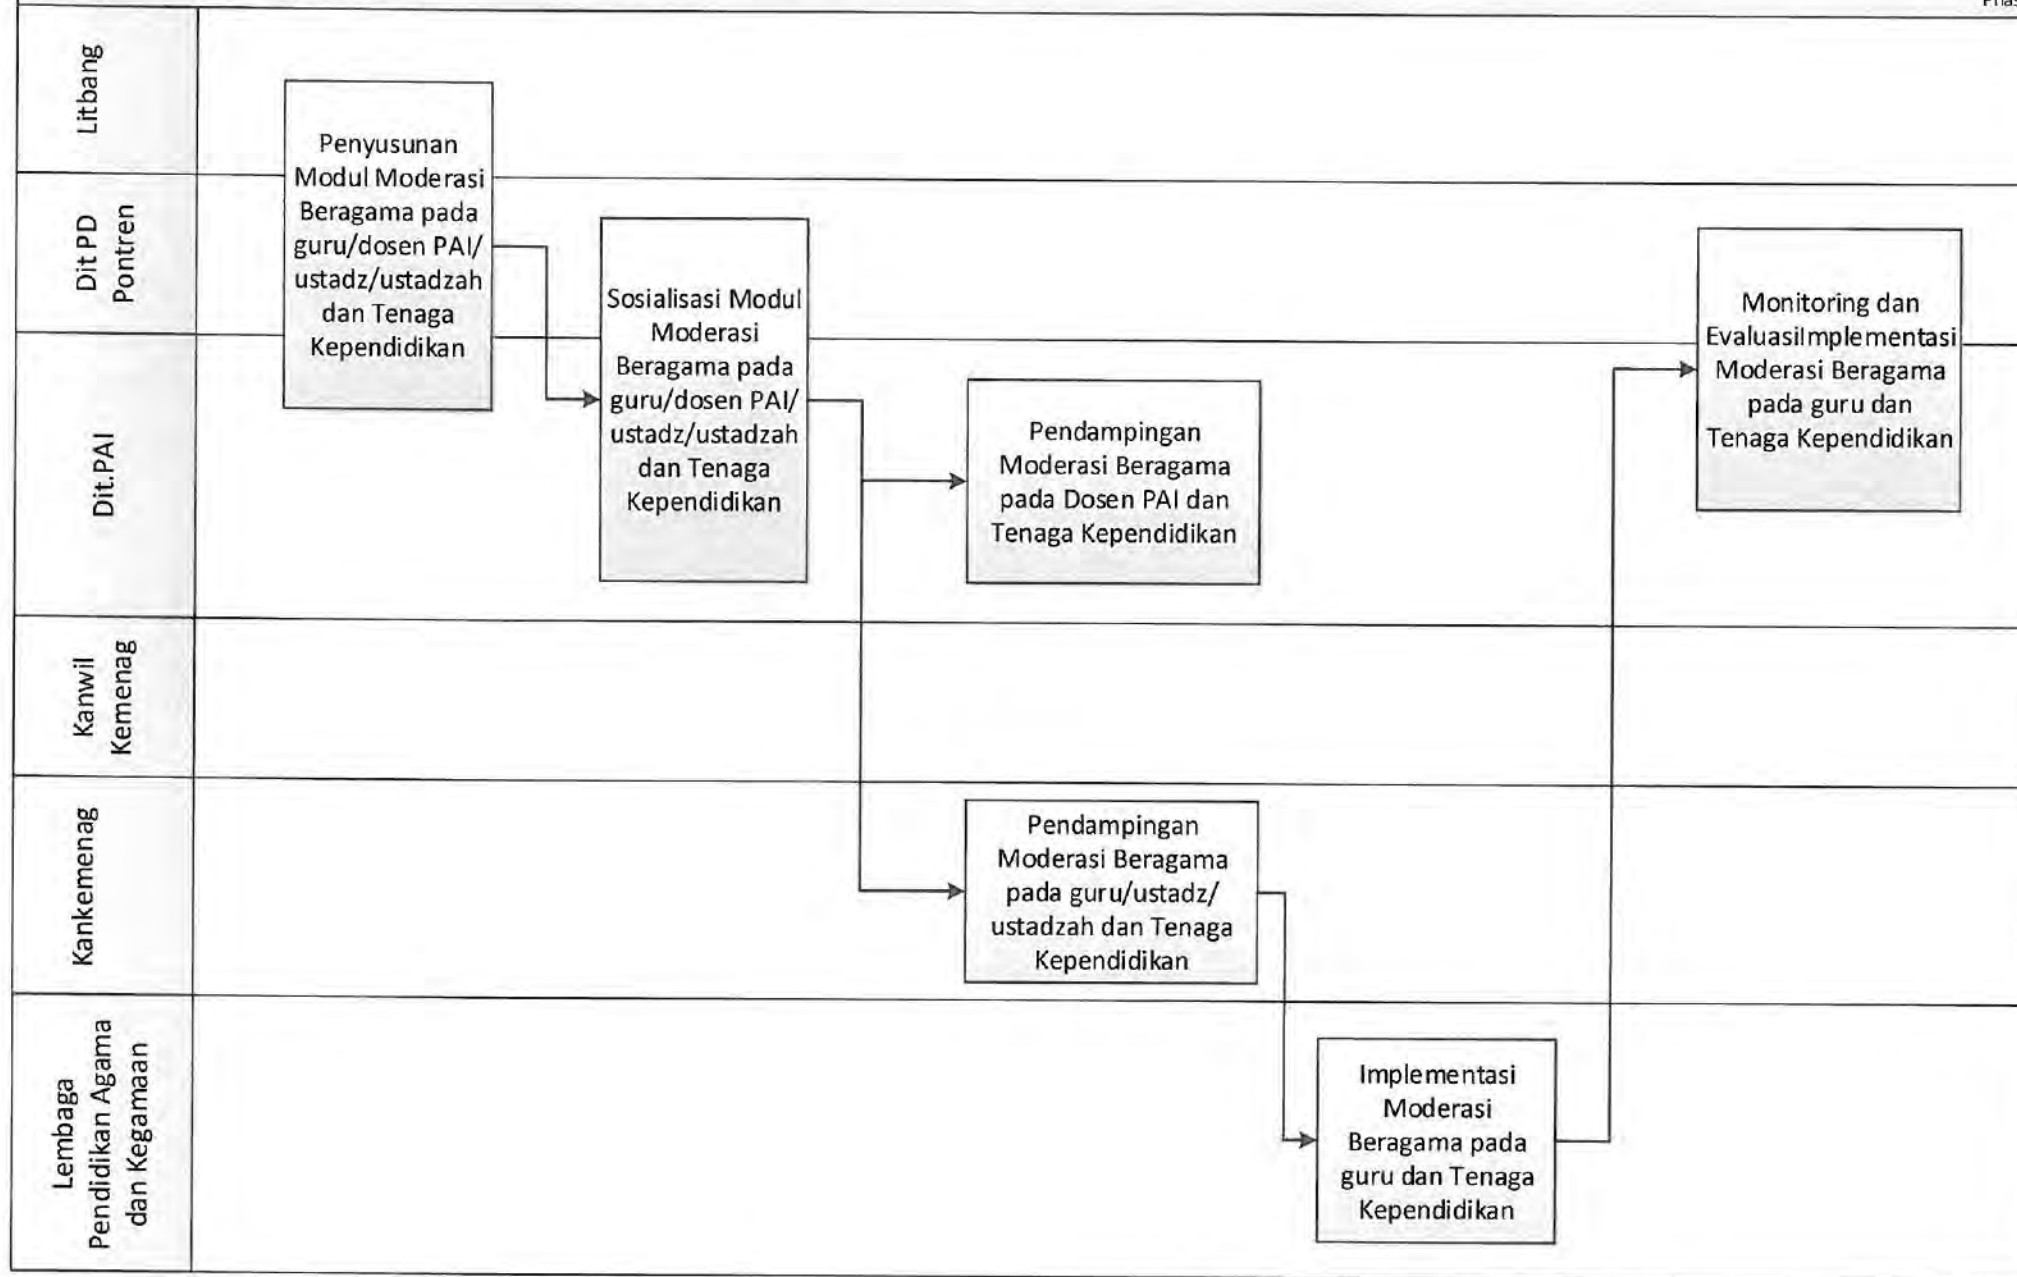 Litbang
Dit PD
Pontren
Dit.PAI
Kanwil
Kemenag
Kankemenag
Lembaga
Pendidikan Agama
dan Kegamaan
Penyusunan
Modul Moderasi
Beragama pada
guru/dosen PAI/
ustadz/ustadzah
dan Tenaga
Kependidikan
Sosialisasi Modul
Moderasi
Beragama pada
guru/dosen PAI/
ustadz/ustadzah
dan Tenaga
Kependidikan
Pendampingan
Moderasi Beragama
pada Dosen PAI dan
Tenaga Kependidikan
Pendampingan
Moderasi Beragama
pada guru/ustadz/
ustadzah dan Tenaga
Kependidikan
Implementasi
Moderasi
Beragama pada
guru dan Tenaga
Kependidikan
Monitoring dan
EvaluasiImplementasi
Moderasi Beragama
pada guru dan
Tenaga Kependidikan